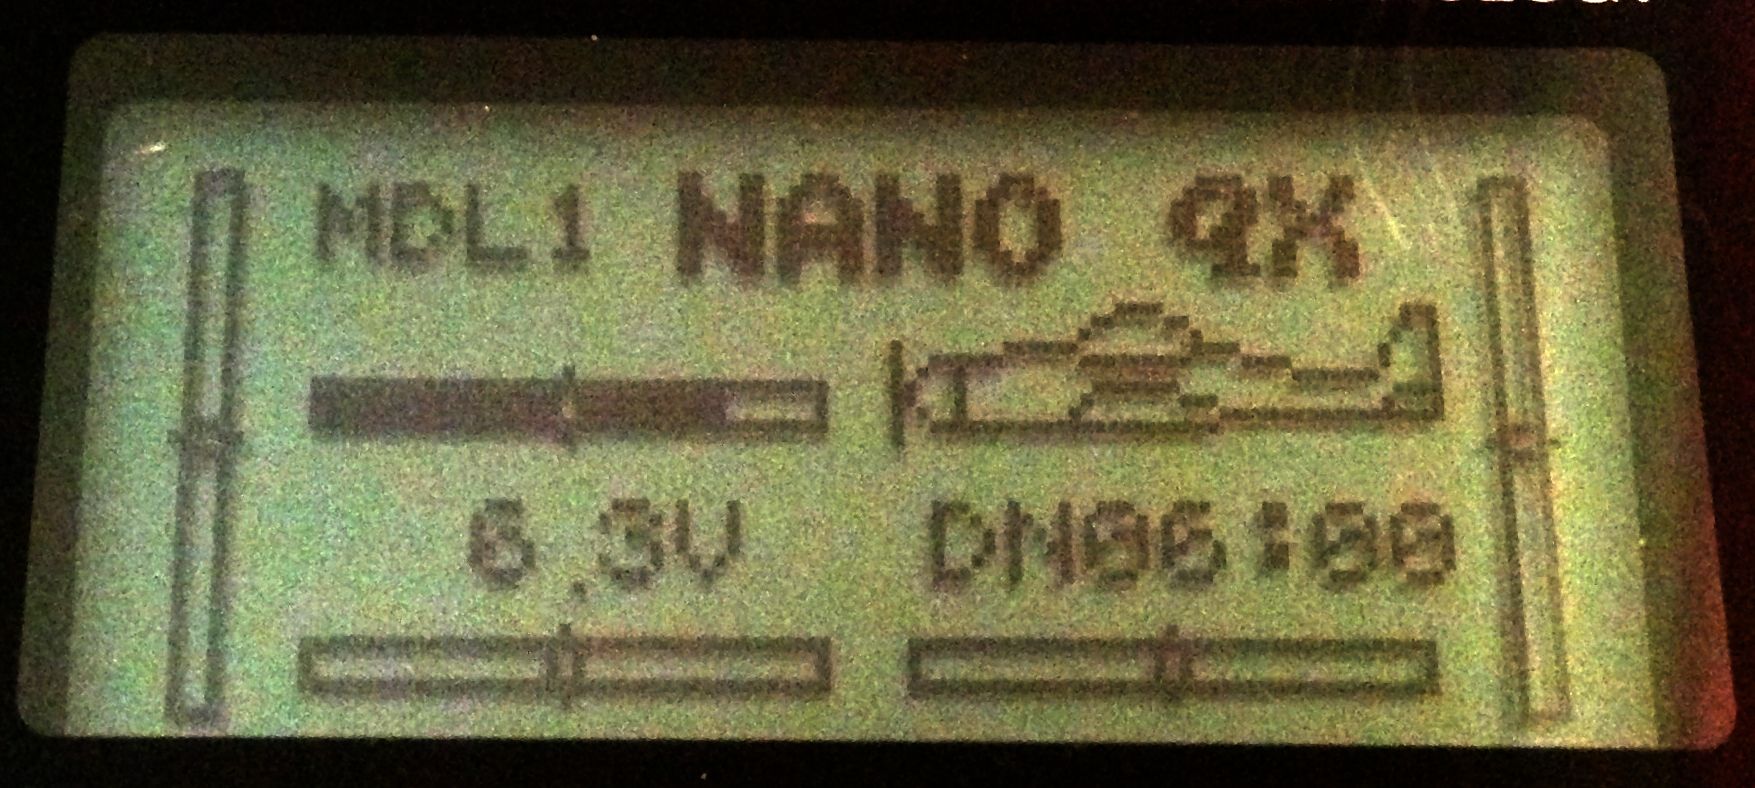 MDL1 NANO QX
6.3V DN06:00